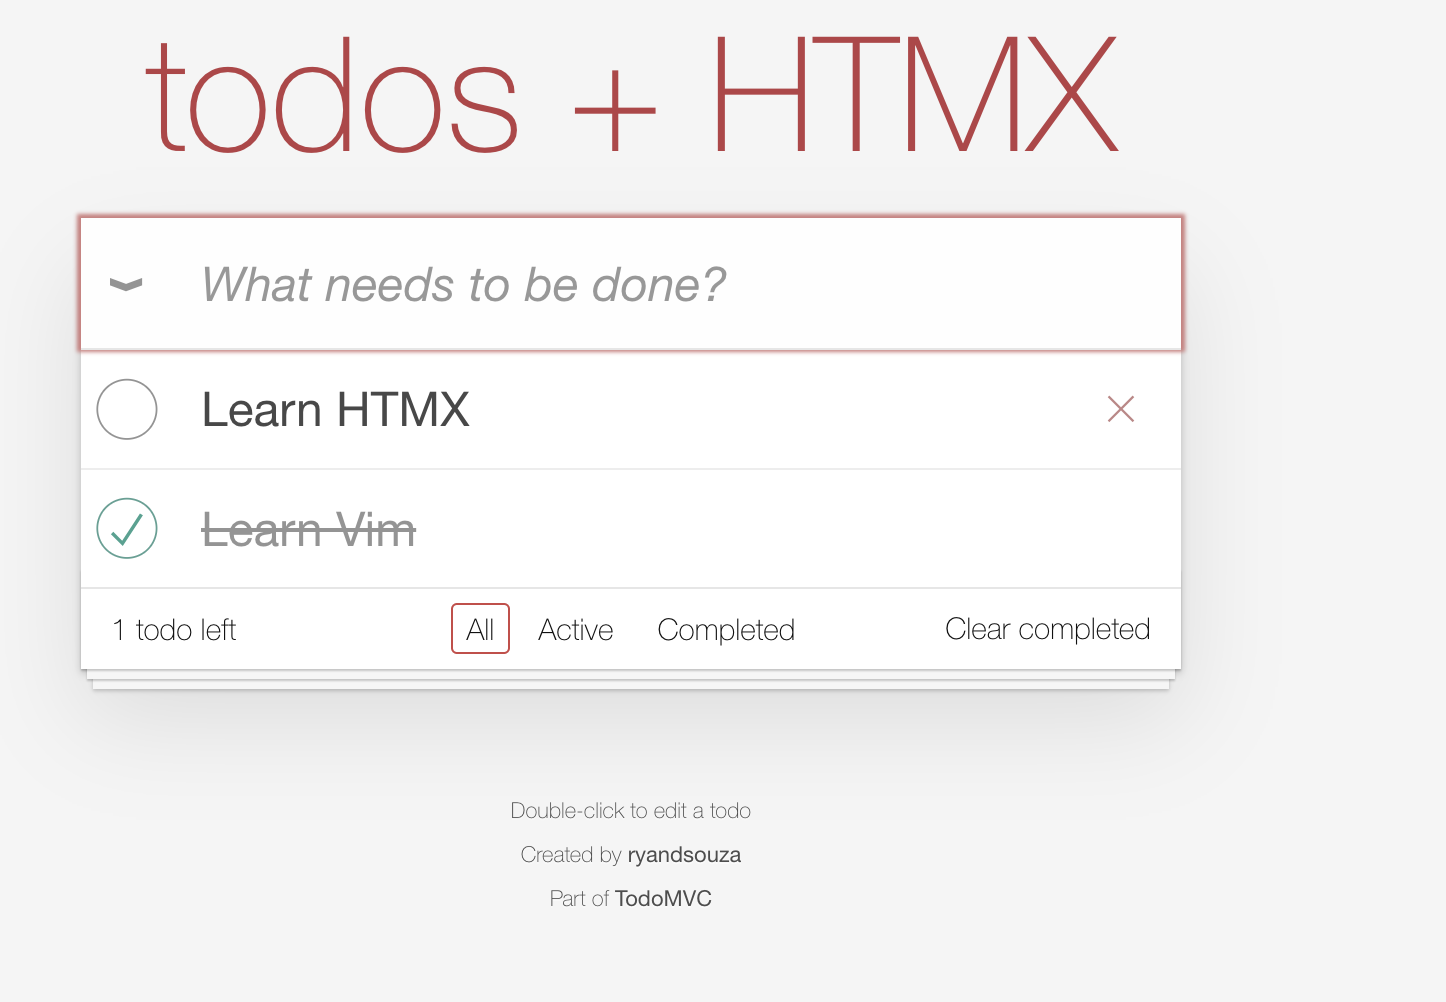 todos + HTMX
What needs to be done?
Learn HTMX
Learn Vim
1 todo left All Active Completed Clear completed
Double-click to edit a todo
Created by ryandsouza
Part of TodoMVC